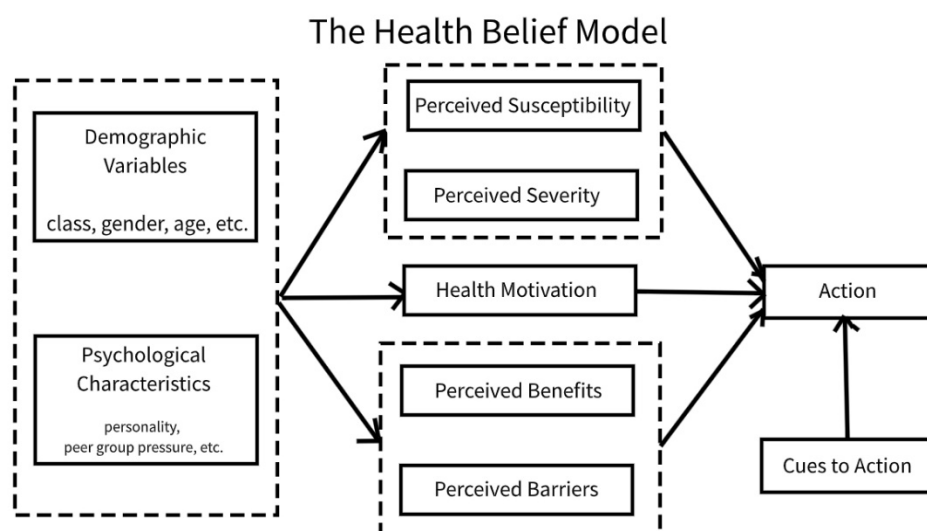 The Health Belief Model
Demographic
Variables
class, gender, age, etc.
Psychological
Characteristics
personality,
peer group pressure, etc.
Perceived Susceptibility
Perceived Severity
Health Motivation
Perceived Benefits
Perceived Barriers
Action
Cues to Action